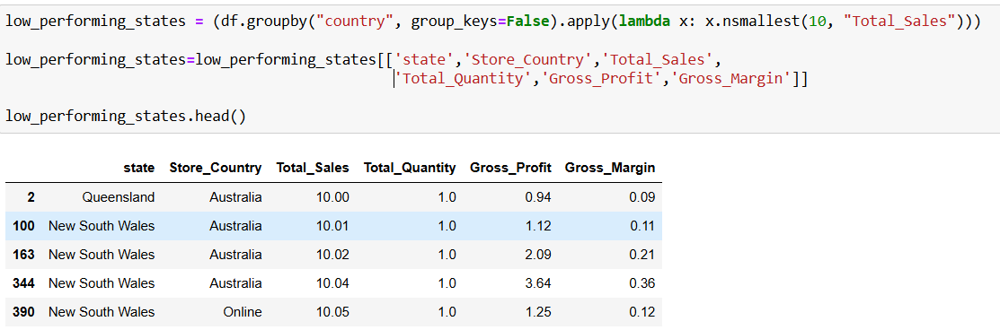 low_performing_states = (df.groupby("country", group_keys=False).apply(lambda x: x.nsmallest(10, "Total_Sales")))
low_performing_states=low_performing_states[['state','Store_Country','Total_Sales',
'Total_Quantity','Gross_Profit','Gross_Margin']]
low_performing_states.head()
state Store_Country Total_Sales Total_Quantity Gross_Profit Gross_Margin
2 Queensland Australia 10.00 1.0 0.94 0.09
100 New South Wales Australia 10.01 1.0 1.12 0.11
163 New South Wales Australia 10.02 1.0 2.09 0.21
344 New South Wales Australia 10.04 1.0 3.64 0.36
390 New South Wales Online 10.05 1.0 1.25 0.12